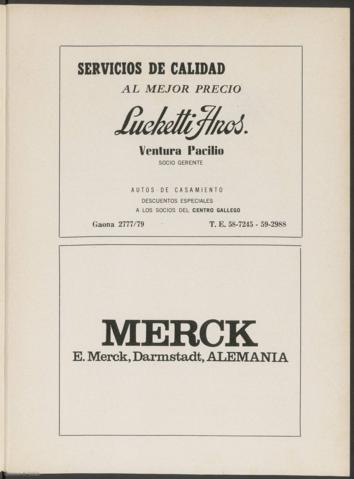 SERVICIOS DE CALIDAD
AL MEJOR PRECIO
Luchetti Hnos.
Ventura Pacilio
SOCIO GERENTE
AUTOS DE CASAMIENTO
DESCUENTOS ESPECIALES
A LOS SOCIOS DEL CENTRO GALLEGO
Gaona 2777/79 T. E. 58-7245 - 59-2988
MERCK
E. Merck, Darmstadt, ALEMANIA